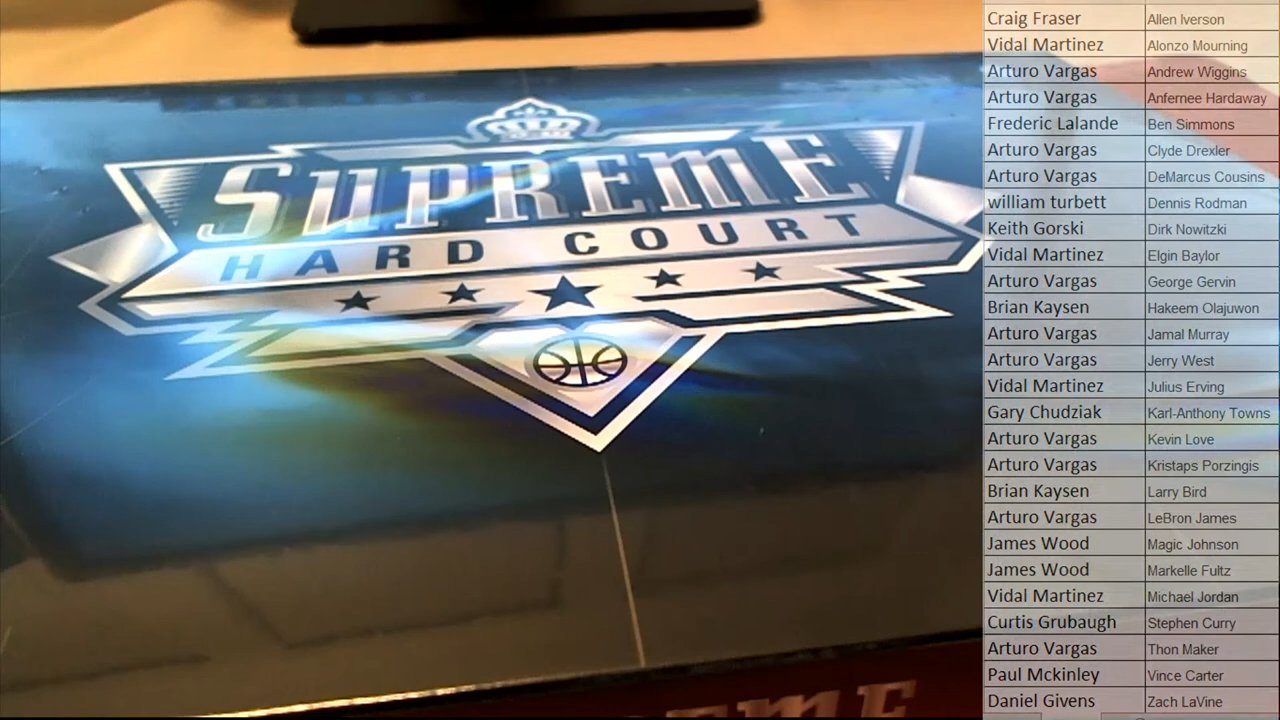 SUPREME
HARD COURT
Craig Fraser Allen Iverson
Vidal Martinez Alonzo Mourning
Arturo Vargas Andrew Wiggins
Arturo Vargas Anfernee Hardaway
Frederic Lalande Ben Simmons
Arturo Vargas Clyde Drexler
Arturo Vargas DeMarcus Cousins
william turbett Dennis Rodman
Keith Gorski Dirk Nowitzki
Vidal Martinez Elgin Baylor
Arturo Vargas George Gervin
Brian Kaysen Hakeem Olajuwon
Arturo Vargas Jamal Murray
Arturo Vargas Jerry West
Vidal Martinez Julius Erving
Gary Chudziak Karl-Anthony Towns
Arturo Vargas Kevin Love
Arturo Vargas Kristaps Porzingis
Brian Kaysen Larry Bird
Arturo Vargas LeBron James
James Wood Magic Johnson
James Wood Markelle Fultz
Vidal Martinez Michael Jordan
Curtis Grubaugh Stephen Curry
Arturo Vargas Thon Maker
Paul Mckinley Vince Carter
Daniel Givens Zach LaVine